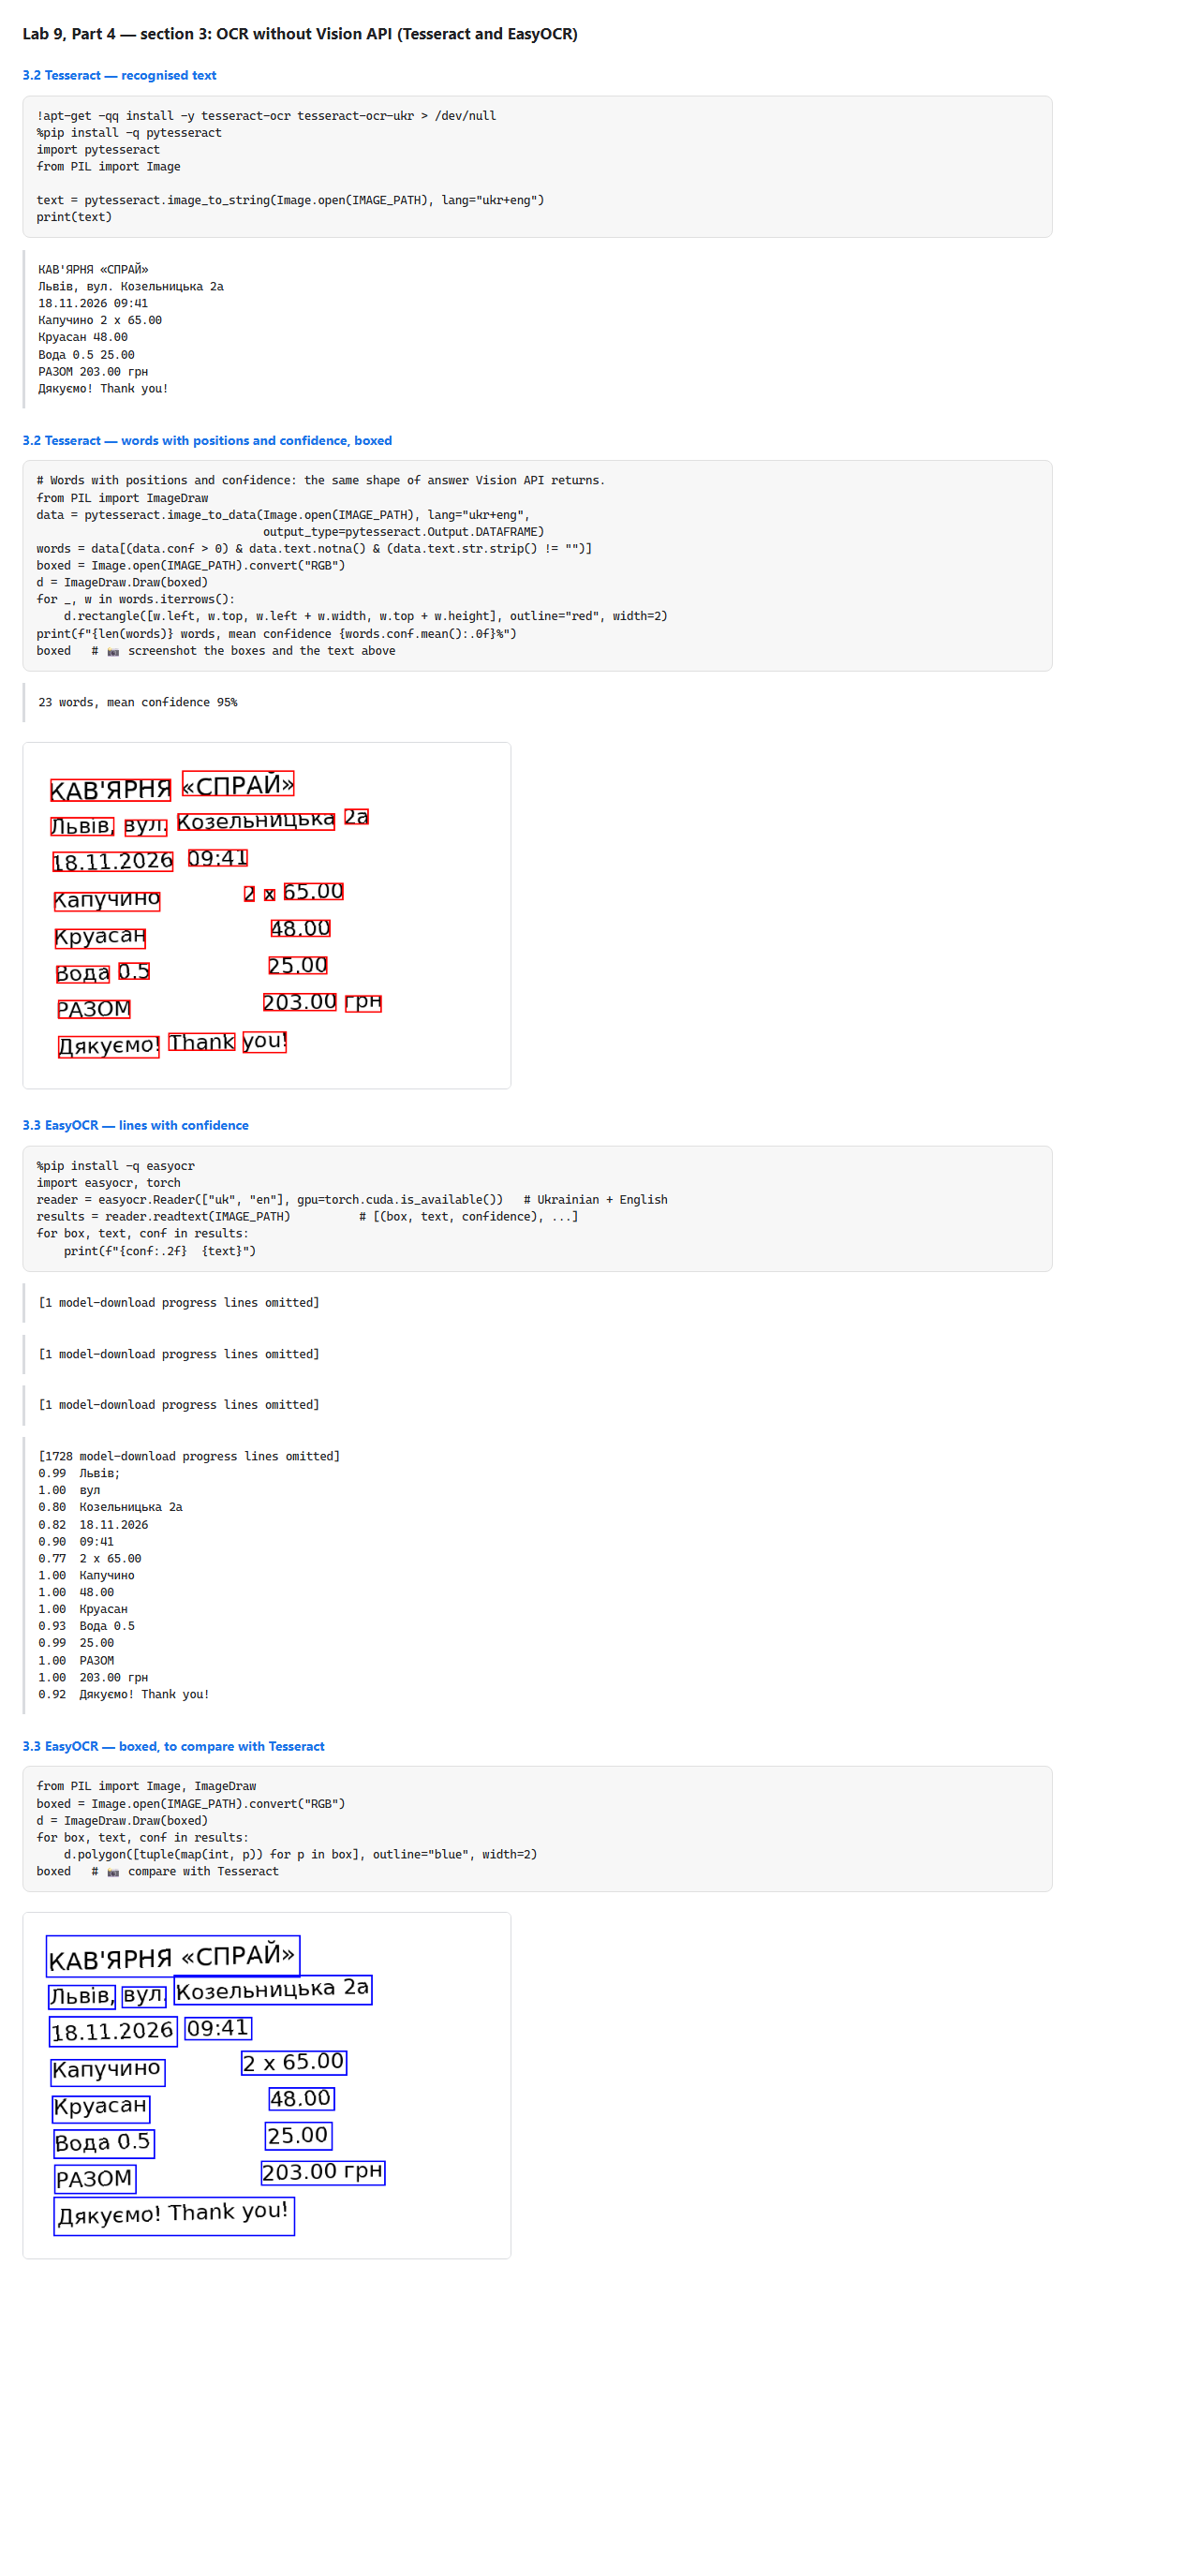 Lab 9, Part 4 — section 3: OCR without Vision API (Tesseract and EasyOCR)
3.2 Tesseract — recognised text
!apt-get -qq install -y tesseract-ocr tesseract-ocr-ukr > /dev/null
%pip install -q pytesseract
import pytesseract
from PIL import Image
text = pytesseract.image_to_string(Image.open(IMAGE_PATH), lang="ukr+eng")
print(text)
КАВ'ЯРНЯ «СПРАЙ»
Львів, вул. Козельницька 2а
18.11.2026 09:41
Капучино 2 x 65.00
Круасан 48.00
Вода 0.5 25.00
РАЗОМ 203.00 грн
Дякуємо! Thank you!
3.2 Tesseract — words with positions and confidence, boxed
# Words with positions and confidence: the same shape of answer Vision API returns.
from PIL import ImageDraw
data = pytesseract.image_to_data(Image.open(IMAGE_PATH), lang="ukr+eng",
output_type=pytesseract.Output.DATAFRAME)
words = data[(data.conf > 0) & data.text.notna() & (data.text.str.strip() != "")]
boxed = Image.open(IMAGE_PATH).convert("RGB")
d = ImageDraw.Draw(boxed)
for _, w in words.iterrows():
d.rectangle([w.left, w.top, w.left + w.width, w.top + w.height], outline="red", width=2)
print(f"{len(words)} words, mean confidence {words.conf.mean():.0f}%")
boxed # 📸 screenshot the boxes and the text above
23 words, mean confidence 95%
КАВ'ЯРНЯ «СПРАЙ»
Львів, вул. Козельницька 2а
18.11.2026 09:41
Капучино 2 x 65.00
Круасан 48.00
Вода 0.5 25.00
РАЗОМ 203.00 грн
Дякуємо! Thank you!
3.3 EasyOCR — lines with confidence
%pip install -q easyocr
import easyocr, torch
reader = easyocr.Reader(["uk", "en"], gpu=torch.cuda.is_available()) # Ukrainian + English
results = reader.readtext(IMAGE_PATH) # [(box, text, confidence), ...]
for box, text, conf in results:
print(f"{conf:.2f} {text}")
[1 model-download progress lines omitted]
[1 model-download progress lines omitted]
[1 model-download progress lines omitted]
[1728 model-download progress lines omitted]
0.99 Львів;
1.00 вул
0.80 Козельницька 2а
0.82 18.11.2026
0.90 09:41
0.77 2 x 65.00
1.00 Капучино
1.00 48.00
1.00 Круасан
0.93 Вода 0.5
0.99 25.00
1.00 РАЗОМ
1.00 203.00 грн
0.92 Дякуємо! Thank you!
3.3 EasyOCR — boxed, to compare with Tesseract
from PIL import Image, ImageDraw
boxed = Image.open(IMAGE_PATH).convert("RGB")
d = ImageDraw.Draw(boxed)
for box, text, conf in results:
d.polygon([tuple(map(int, p)) for p in box], outline="blue", width=2)
boxed # 📸 compare with Tesseract
КАВ'ЯРНЯ «СПРАЙ»
Львів, вул. Козельницька 2а
18.11.2026 09:41
Капучино 2 x 65.00
Круасан 48.00
Вода 0.5 25.00
РАЗОМ 203.00 грн
Дякуємо! Thank you!